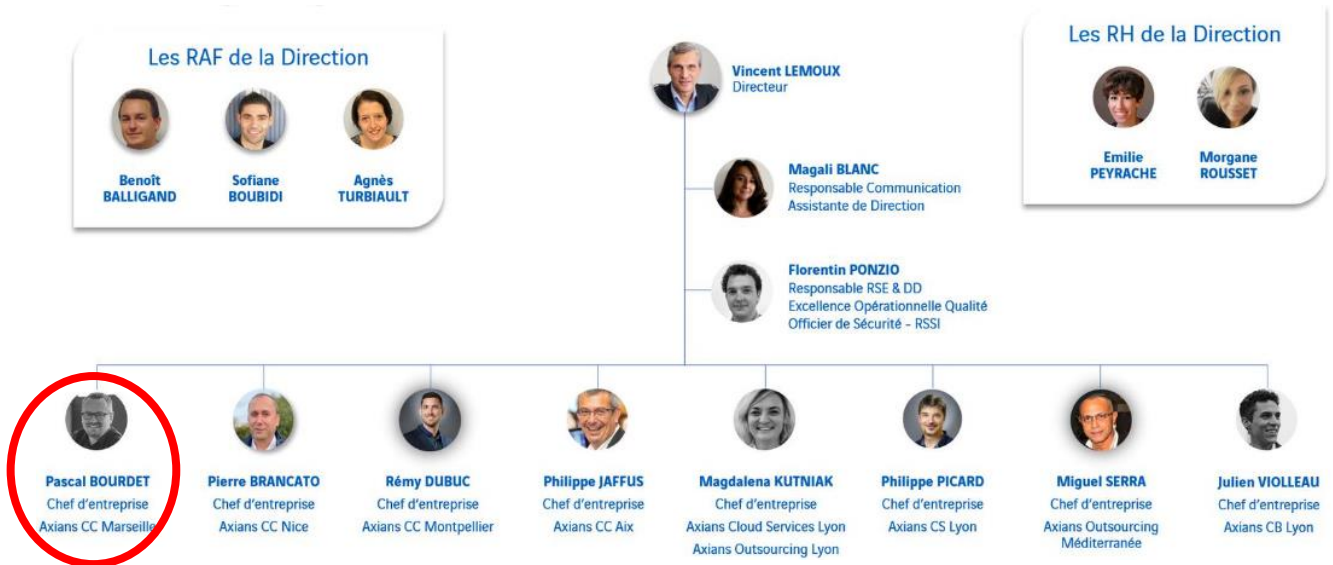 Les RAF de la Direction
Benoît
BALLIGAND
Sofiane
BOUBIDI
Agnès
TURBIAULT
Vincent LEMOUX
Directeur
Les RH de la Direction
Emilie
PEYRACHE
Morgane
ROUSSET
Magali BLANC
Responsable Communication
Assistante de Direction
Florentin PONZIO
Responsable RSE & DD
Excellence Opérationnelle Qualité
Officier de Sécurité – RSSI
Pascal BOURDET
Chef d'entreprise
Axians CC Marseille
Pierre BRANCATO
Chef d'entreprise
Axians CC Nice
Rémy DUBUC
Chef d'entreprise
Axians CC Montpellier
Philippe JAFFUS
Chef d'entreprise
Axians CC Aix
Magdalena KUTNIAK
Chef d'entreprise
Axians Cloud Services Lyon
Axians Outsourcing Lyon
Philippe PICARD
Chef d'entreprise
Axians CS Lyon
Miguel SERRA
Chef d'entreprise
Axians Outsourcing
Méditerranée
Julien VIOLLEAU
Chef d'entreprise
Axians CB Lyon